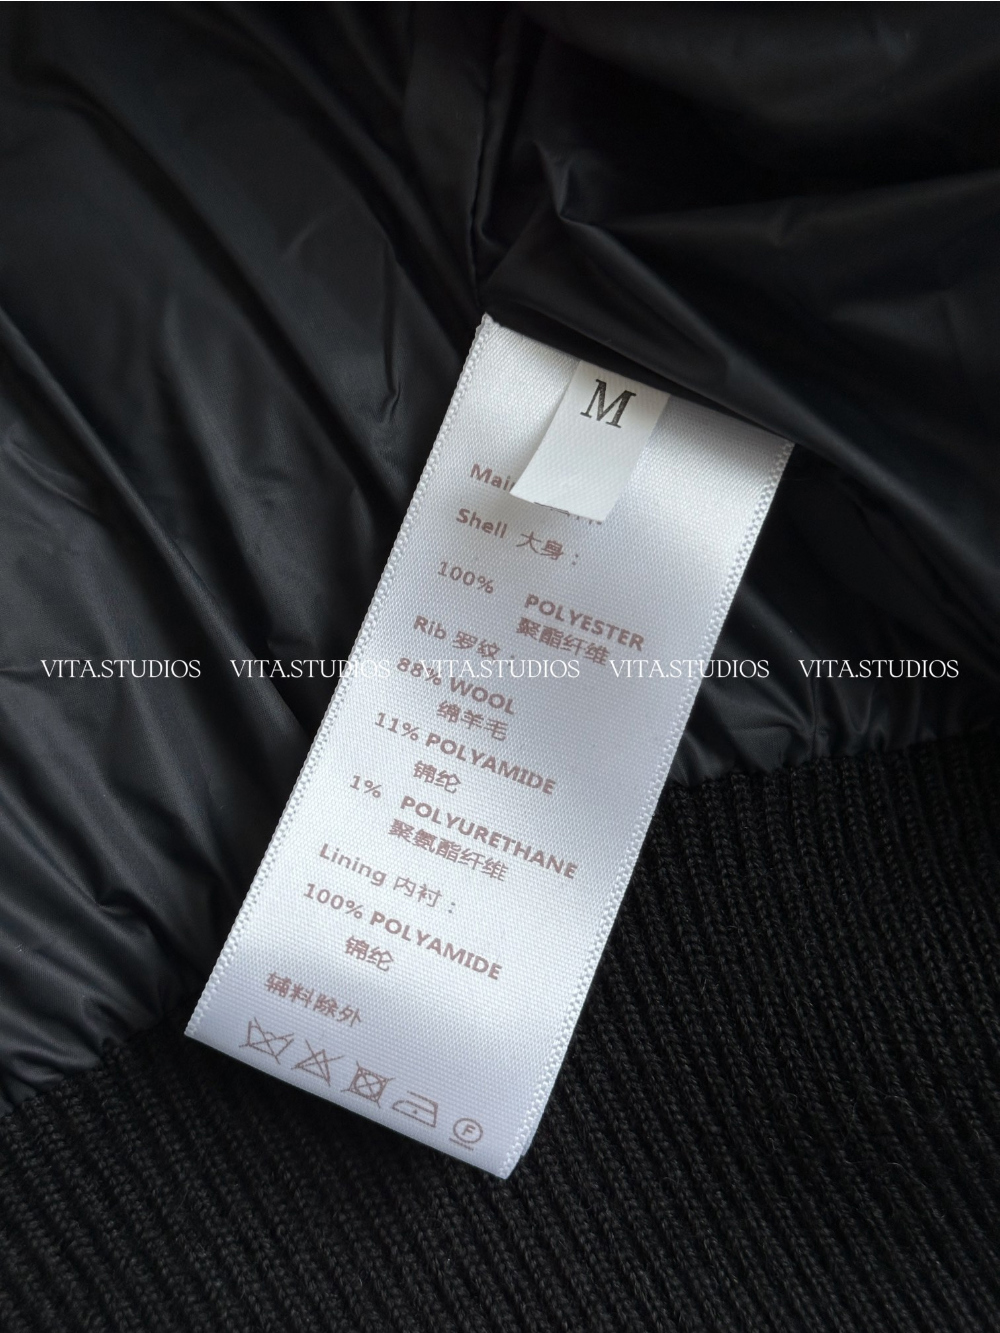 M
Shell 大身：
100% POLYESTER
聚酯纤维
Rib 罗纹：
VITA.STUDIOS VITA.STUDIOS VITA.STUDIOS VITA.STUDIOS VITA.STUDIOS
88% WOOL
绵羊毛
11% POLYAMIDE
锦纶
1% POLYURETHANE
聚氨酯纤维
Lining 内衬：
100% POLYAMIDE
锦纶
辅料除外
F